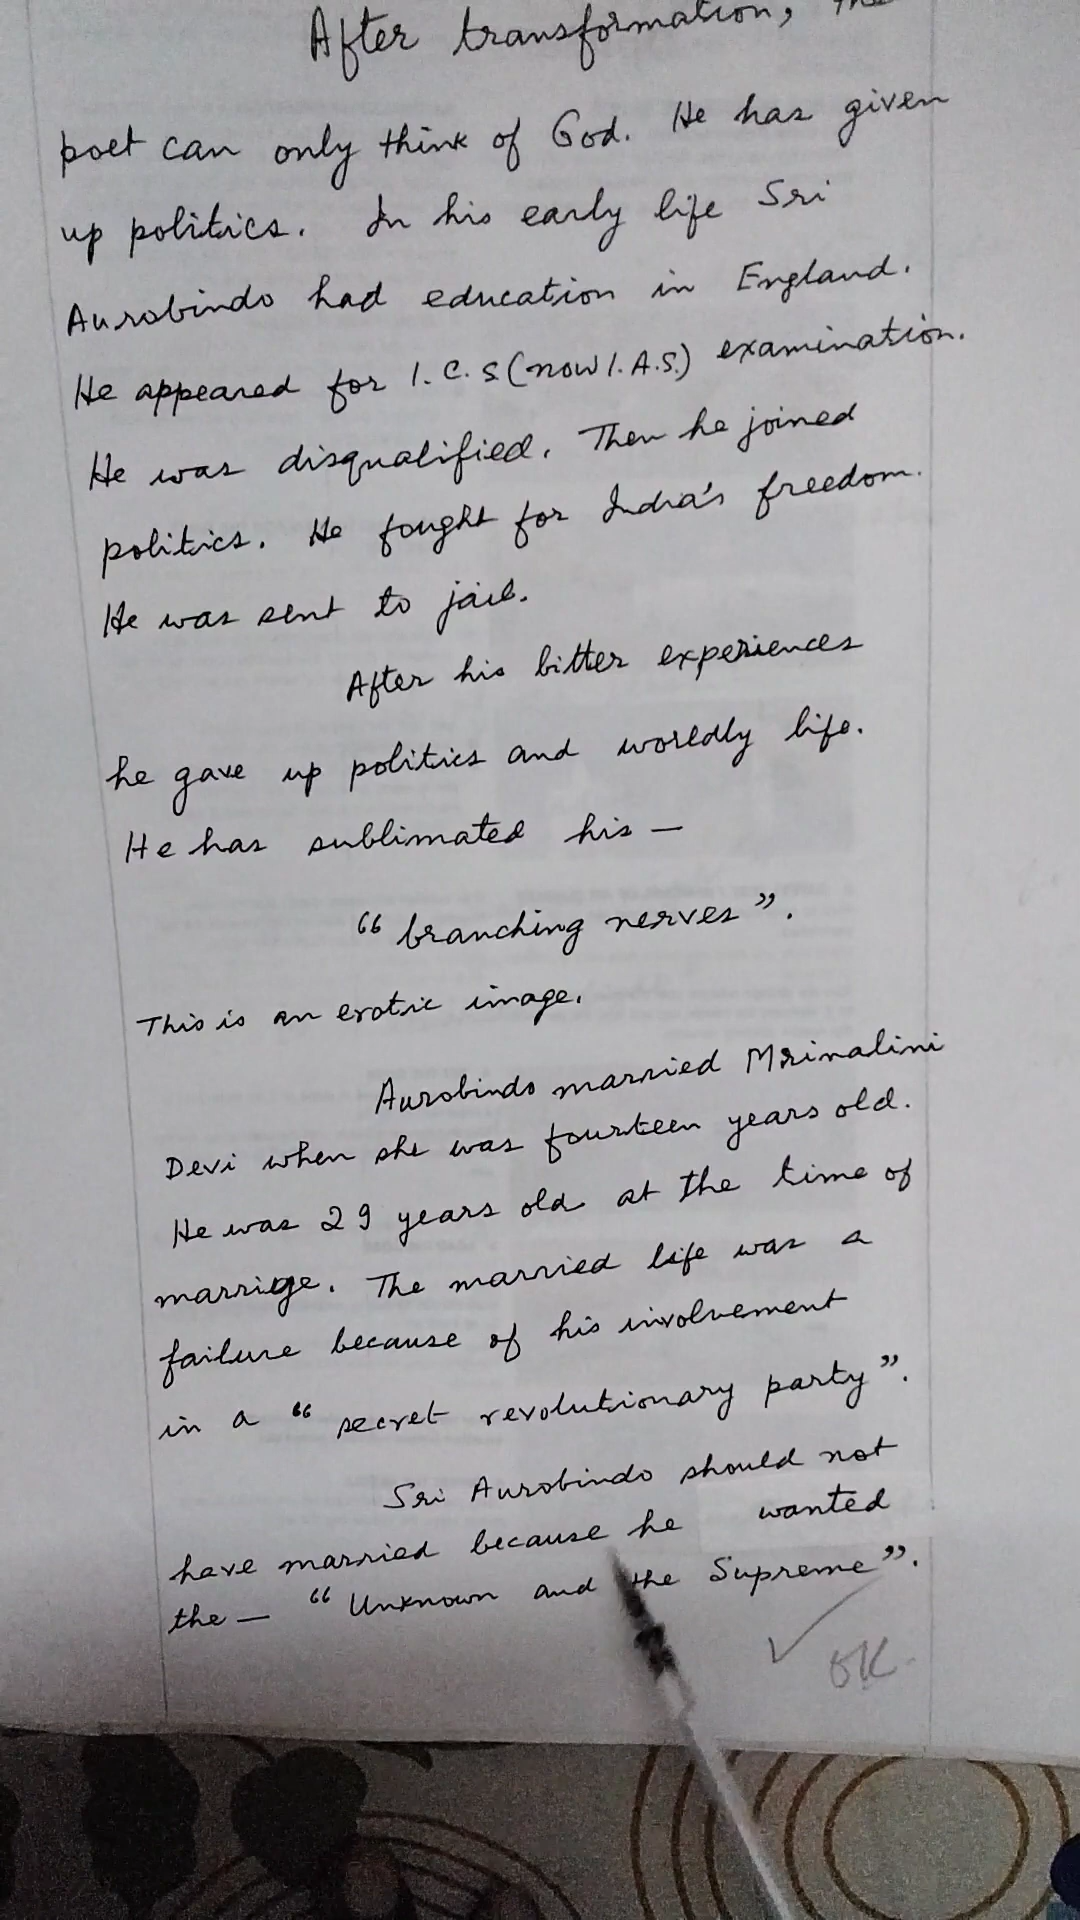 After transformation, the
poet can only think of God. He has given
up politics. In his early life Sri
Aurobindo had education in England.
He appeared for I.C.S (now I.A.S.) examination.
He was disqualified. Then he joined
politics. He fought for India's freedom.
He was sent to jail.
After his bitter experiences
he gave up politics and worldly life.
He has sublimated his —
"branching nerves".
This is an erotic image.
Aurobindo married Mrinalini
Devi when she was fourteen years old.
He was 29 years old at the time of
marrige. The married life was a
failure because of his involvement
in a "secret revolutionary party".
Sri Aurobindo should not
have married because he wanted
the — "Unknown and the Supreme".
OK.